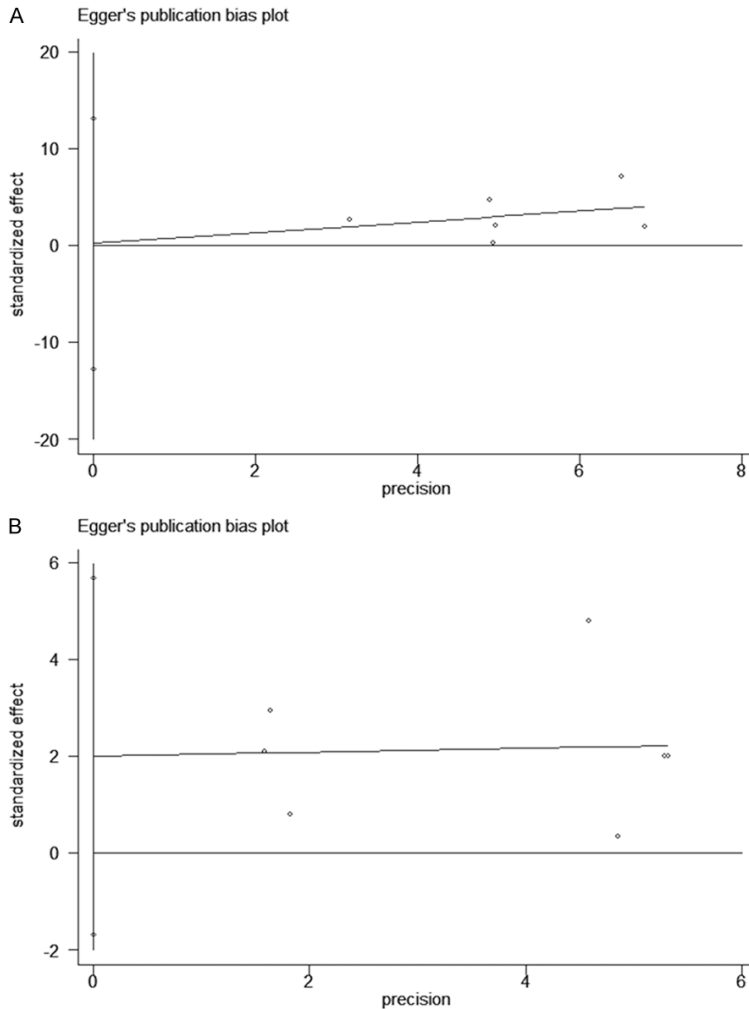 A
Egger's publication bias plot
20
10
0
-10
-20
standardized effect
0 2 4 6 8
precision
B
Egger's publication bias plot
6
4
2
0
-2
standardized effect
0 2 4 6
precision